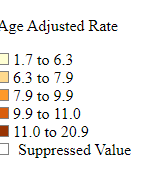 Age Adjusted Rate
1.7 to 6.3
6.3 to 7.9
7.9 to 9.9
9.9 to 11.0
11.0 to 20.9
Suppressed Value